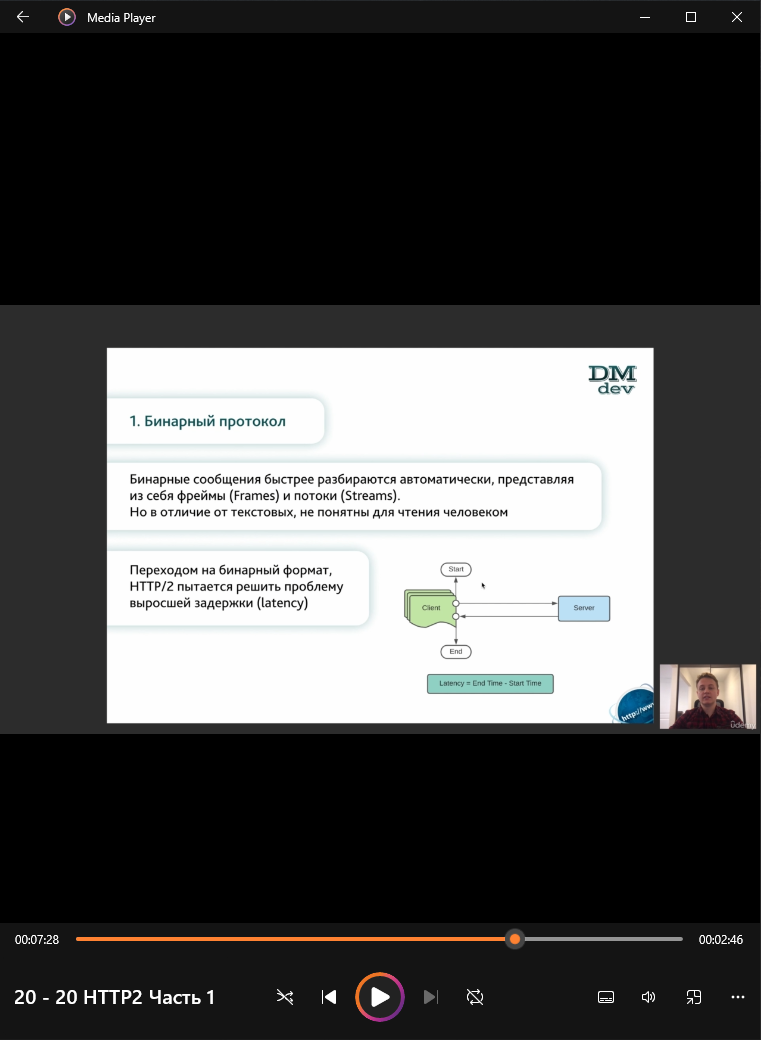 Media Player
DM
dev
1. Бинарный протокол
Бинарные сообщения быстрее разбираются автоматически, представляя
из себя фреймы (Frames) и потоки (Streams).
Но в отличие от текстовых, не понятны для чтения человеком
Переходом на бинарный формат,
HTTP/2 пытается решить проблему
выросшей задержки (latency)
Start
Client
Server
End
Latency = End Time - Start Time
http://www
ûdemy
00:07:28
00:02:46
20 - 20 HTTP2 Часть 1